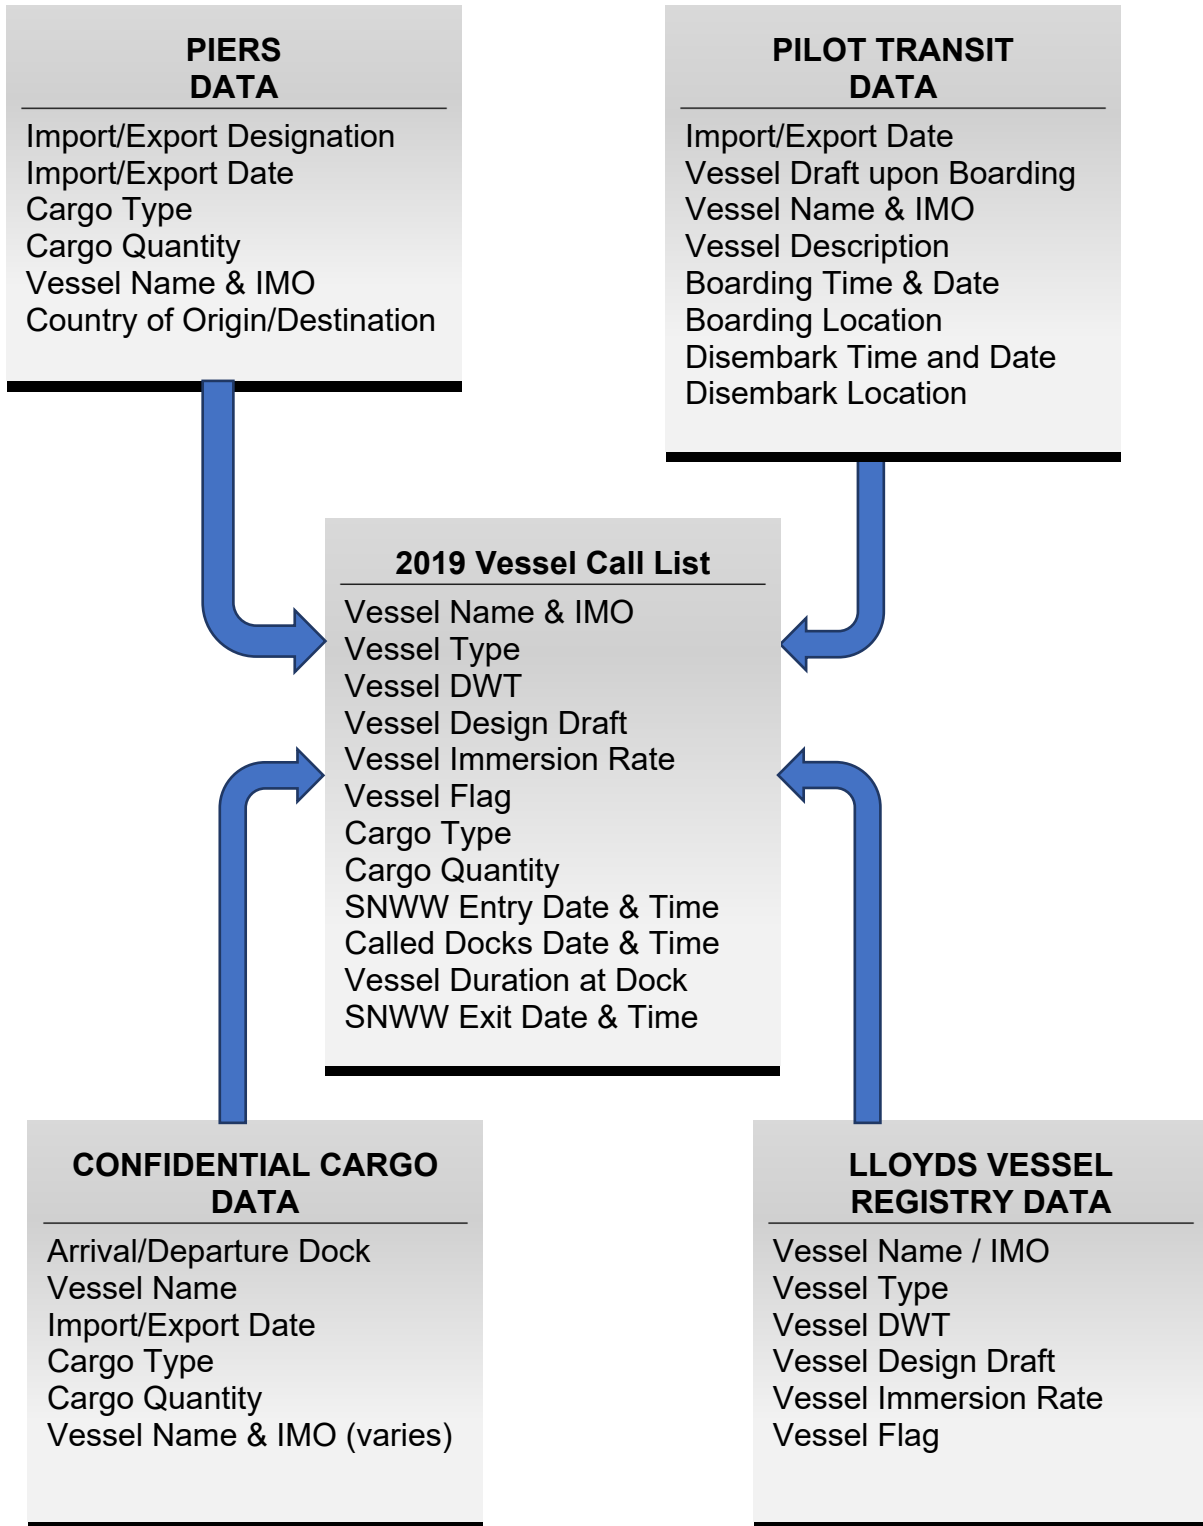 PIERS
DATA
Import/Export Designation
Import/Export Date
Cargo Type
Cargo Quantity
Vessel Name & IMO
Country of Origin/Destination
PILOT TRANSIT
DATA
Import/Export Date
Vessel Draft upon Boarding
Vessel Name & IMO
Vessel Description
Boarding Time & Date
Boarding Location
Disembark Time and Date
Disembark Location
2019 Vessel Call List
Vessel Name & IMO
Vessel Type
Vessel DWT
Vessel Design Draft
Vessel Immersion Rate
Vessel Flag
Cargo Type
Cargo Quantity
SNWW Entry Date & Time
Called Docks Date & Time
Vessel Duration at Dock
SNWW Exit Date & Time
CONFIDENTIAL CARGO
DATA
Arrival/Departure Dock
Vessel Name
Import/Export Date
Cargo Type
Cargo Quantity
Vessel Name & IMO (varies)
LLOYDS VESSEL
REGISTRY DATA
Vessel Name / IMO
Vessel Type
Vessel DWT
Vessel Design Draft
Vessel Immersion Rate
Vessel Flag